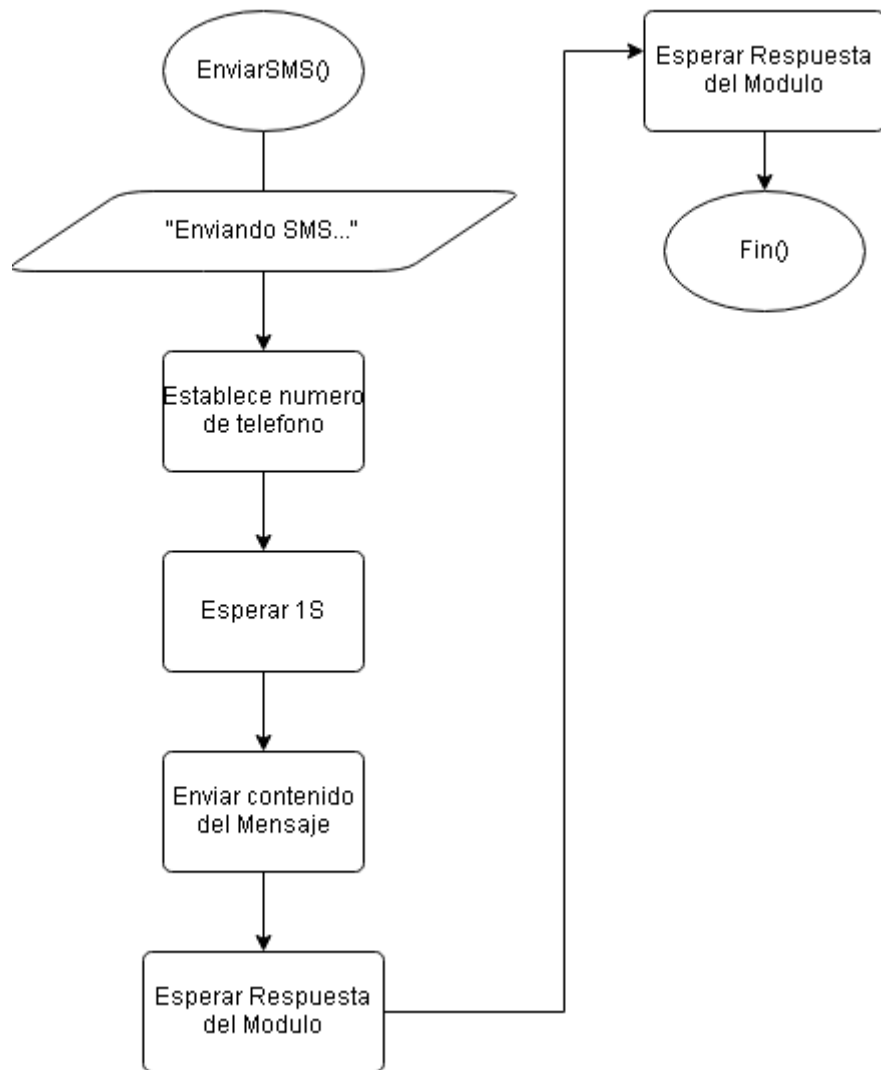 EnviarSMS()
"Enviando SMS..."
Establece numero
de telefono
Esperar 1S
Enviar contenido
del Mensaje
Esperar Respuesta
del Modulo
Esperar Respuesta
del Modulo
Fin()